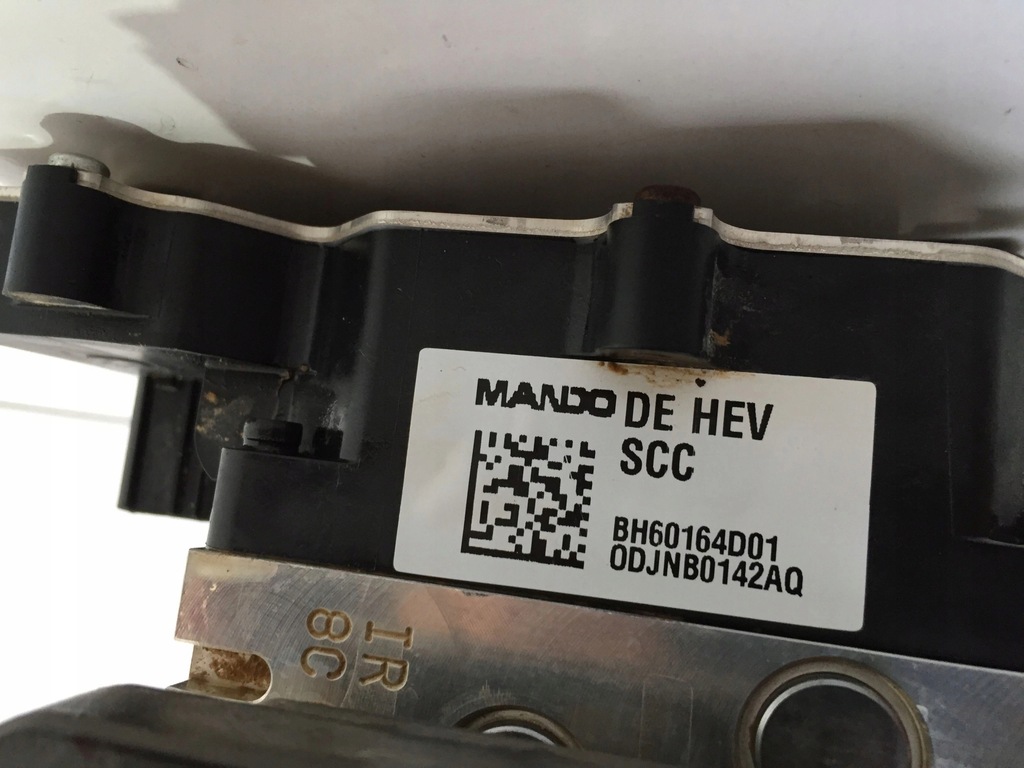 MANDO DE HEV
SCC
BH60164D01
0DJNB0142AQ
IR
8C